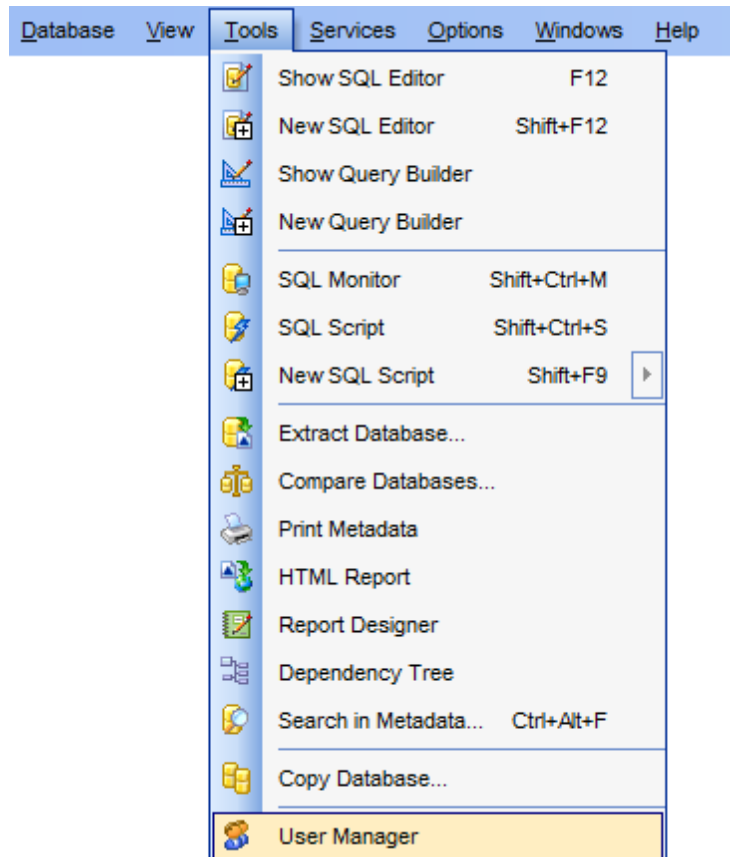 Database View Tools Services Options Windows Help
Show SQL Editor F12
New SQL Editor Shift+F12
Show Query Builder
New Query Builder
SQL Monitor Shift+Ctrl+M
SQL Script Shift+Ctrl+S
New SQL Script Shift+F9
Extract Database...
Compare Databases...
Print Metadata
HTML Report
Report Designer
Dependency Tree
Search in Metadata... Ctrl+Alt+F
Copy Database...
User Manager